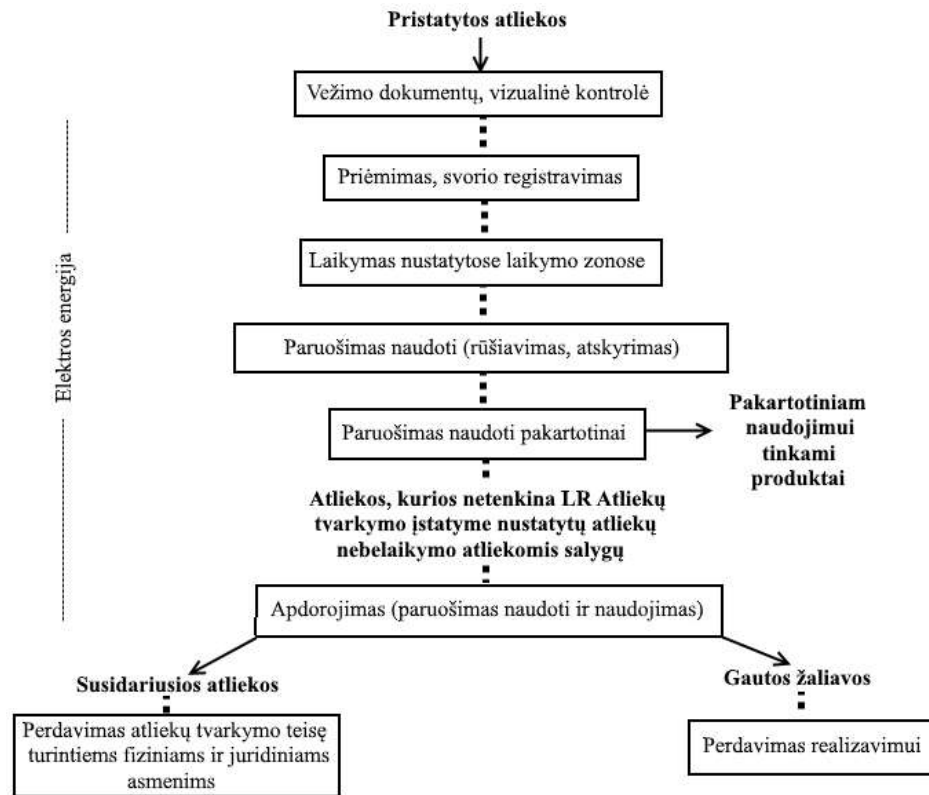 Pristatytos atliekos
Vežimo dokumentų, vizualinė kontrolė
Priėmimas, svorio registravimas
Laikymas nustatytose laikymo zonose
Elektros energija
Paruošimas naudoti (rūšiavimas, atskyrimas)
Paruošimas naudoti pakartotinai
Pakartotiniam
naudojimui
tinkami
produktai
Atliekos, kurios netenkina LR Atliekų
tvarkymo įstatyme nustatytų atliekų
nebelaikymo atliekomis salygų
Apdorojimas (paruošimas naudoti ir naudojimas)
Susidariusios atliekos
Gautos žaliavos
Perdavimas atliekų tvarkymo teisę
turintiems fiziniams ir juridiniams
asmenims
Perdavimas realizavimui